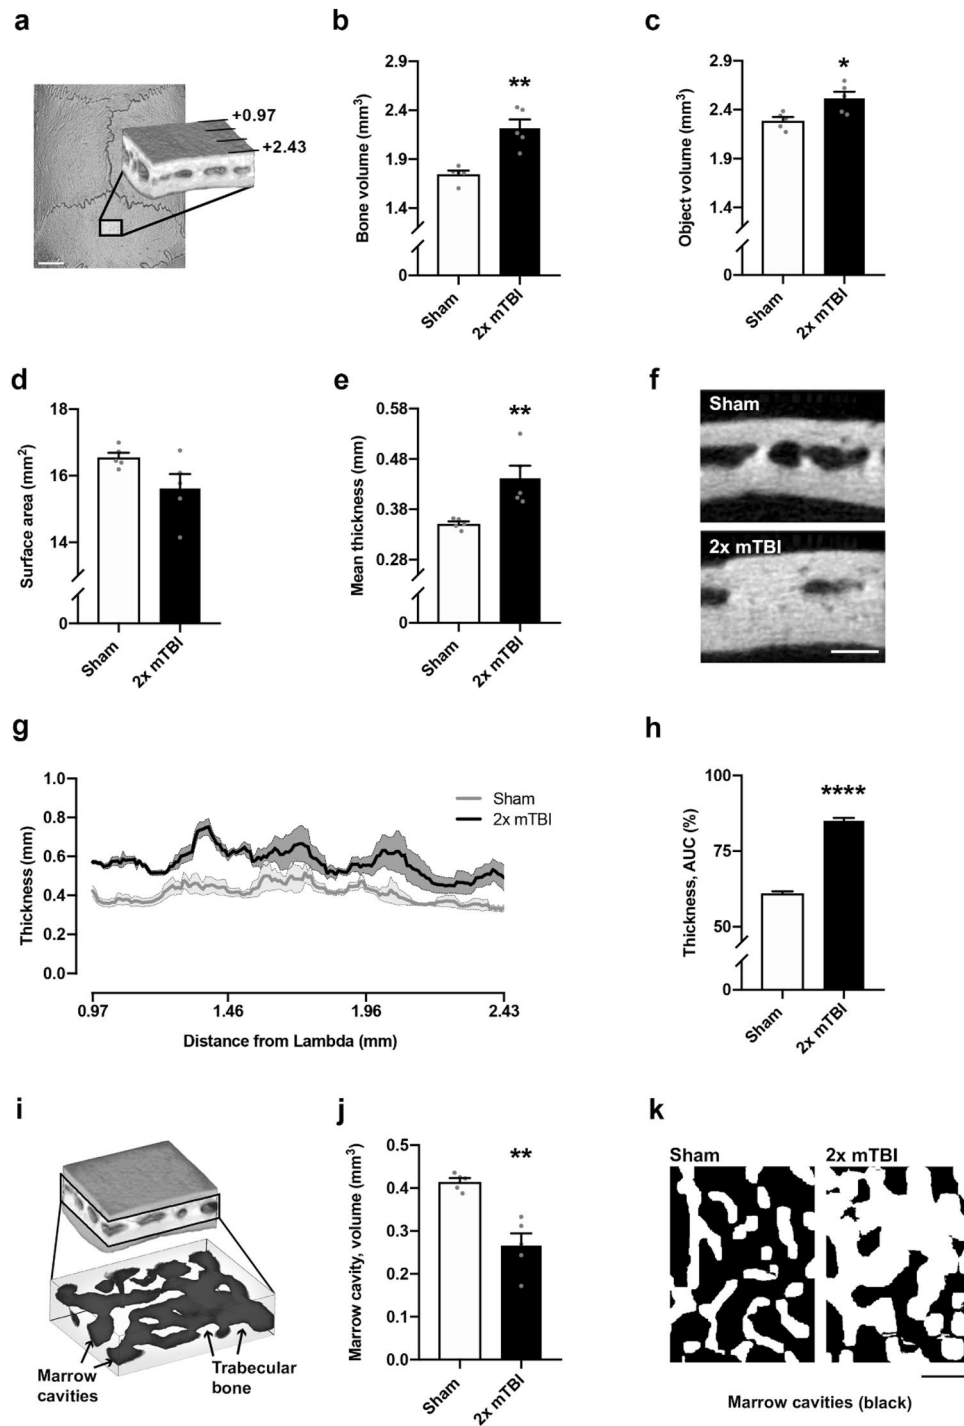 a
+0.97
+2.43
b
Bone volume (mm³)
2.9
2.4
1.9
1.4
0
**
Sham
2x mTBI
c
Object volume (mm³)
2.9
2.4
1.9
1.4
0
*
Sham
2x mTBI
d
Surface area (mm²)
18
16
14
0
Sham
2x mTBI
e
Mean thickness (mm)
0.58
0.48
0.38
0.28
0
**
Sham
2x mTBI
f
Sham
2x mTBI
g
Thickness (mm)
1.0
0.8
0.6
0.4
0.2
0.0
Sham
2x mTBI
0.97
1.46
1.96
2.43
Distance from Lambda (mm)
h
Thickness, AUC (%)
100
75
50
0
****
Sham
2x mTBI
i
Marrow
cavities
Trabecular
bone
j
Marrow cavity, volume (mm³)
0.5
0.4
0.3
0.2
0.1
0.0
**
Sham
2x mTBI
k
Sham
2x mTBI
Marrow cavities (black)